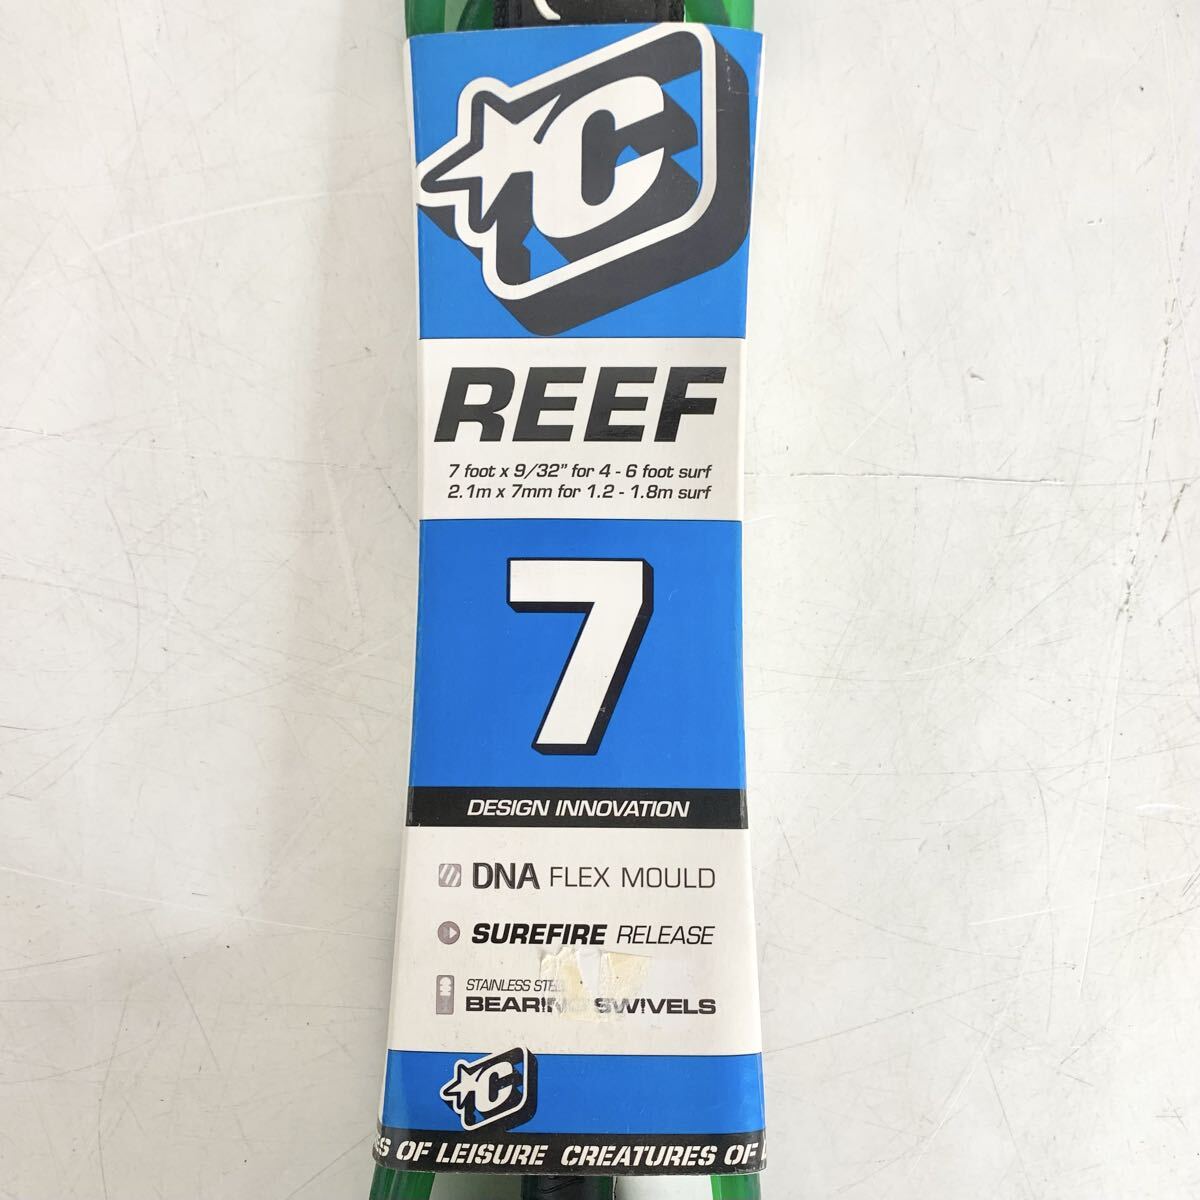 C
REEF
7 foot x 9/32" for 4 - 6 foot surf
2.1m x 7mm for 1.2 - 1.8m surf
7
DESIGN INNOVATION
DNA FLEX MOULD
SUREFIRE RELEASE
STAINLESS
SWIVELS
C
OF LEISURE CREATURES OF